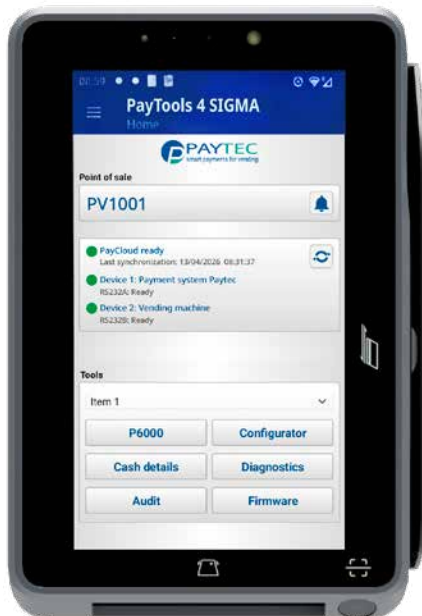 08:59
PayTools 4 SIGMA
Home
PAYTEC
smart payments for vending
Point of sale
PV1001
PayCloud ready
Last synchronization: 13/04/2026 08:31:37
Device 1: Payment system Paytec
RS232A: Ready
Device 2: Vending machine
RS232B: Ready
Tools
Item 1
P6000 Configurator
Cash details Diagnostics
Audit Firmware